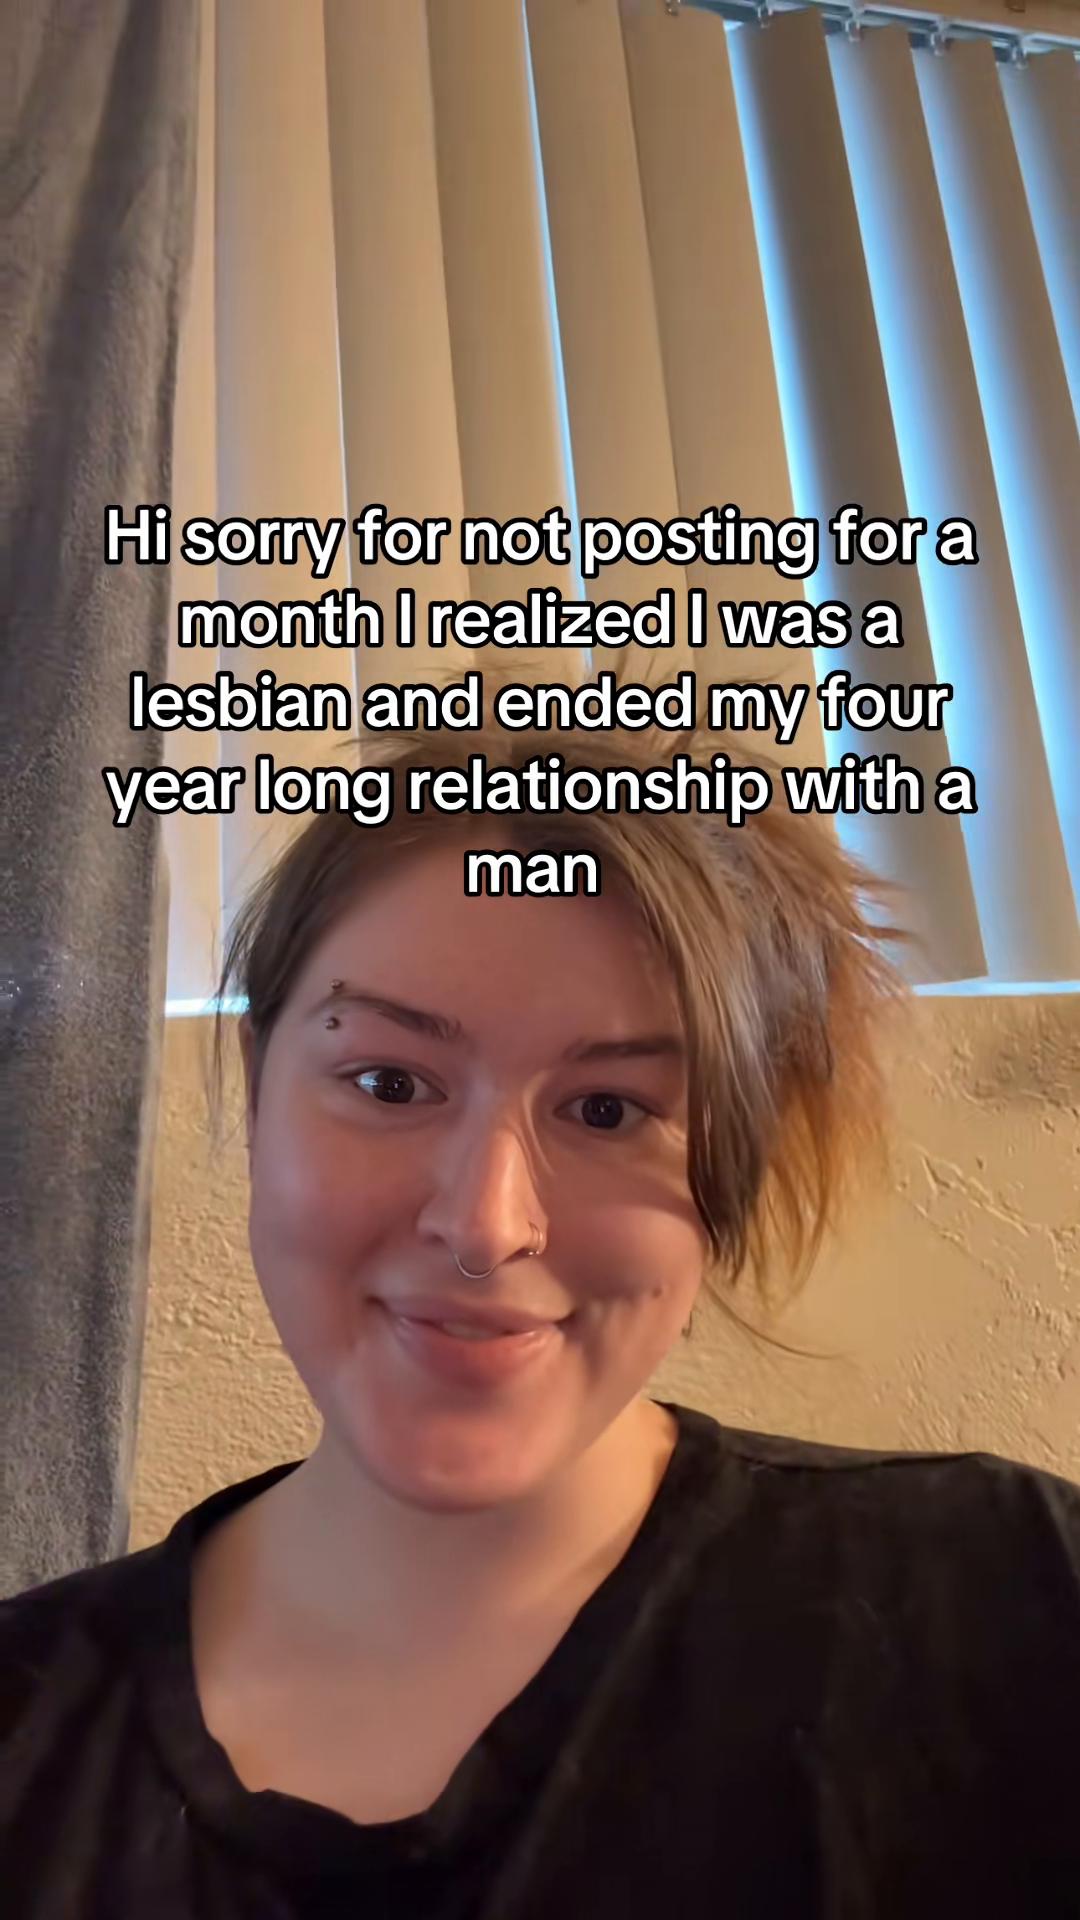 Hi sorry for not posting for a
month I realized I was a
lesbian and ended my four
year long relationship with a
man